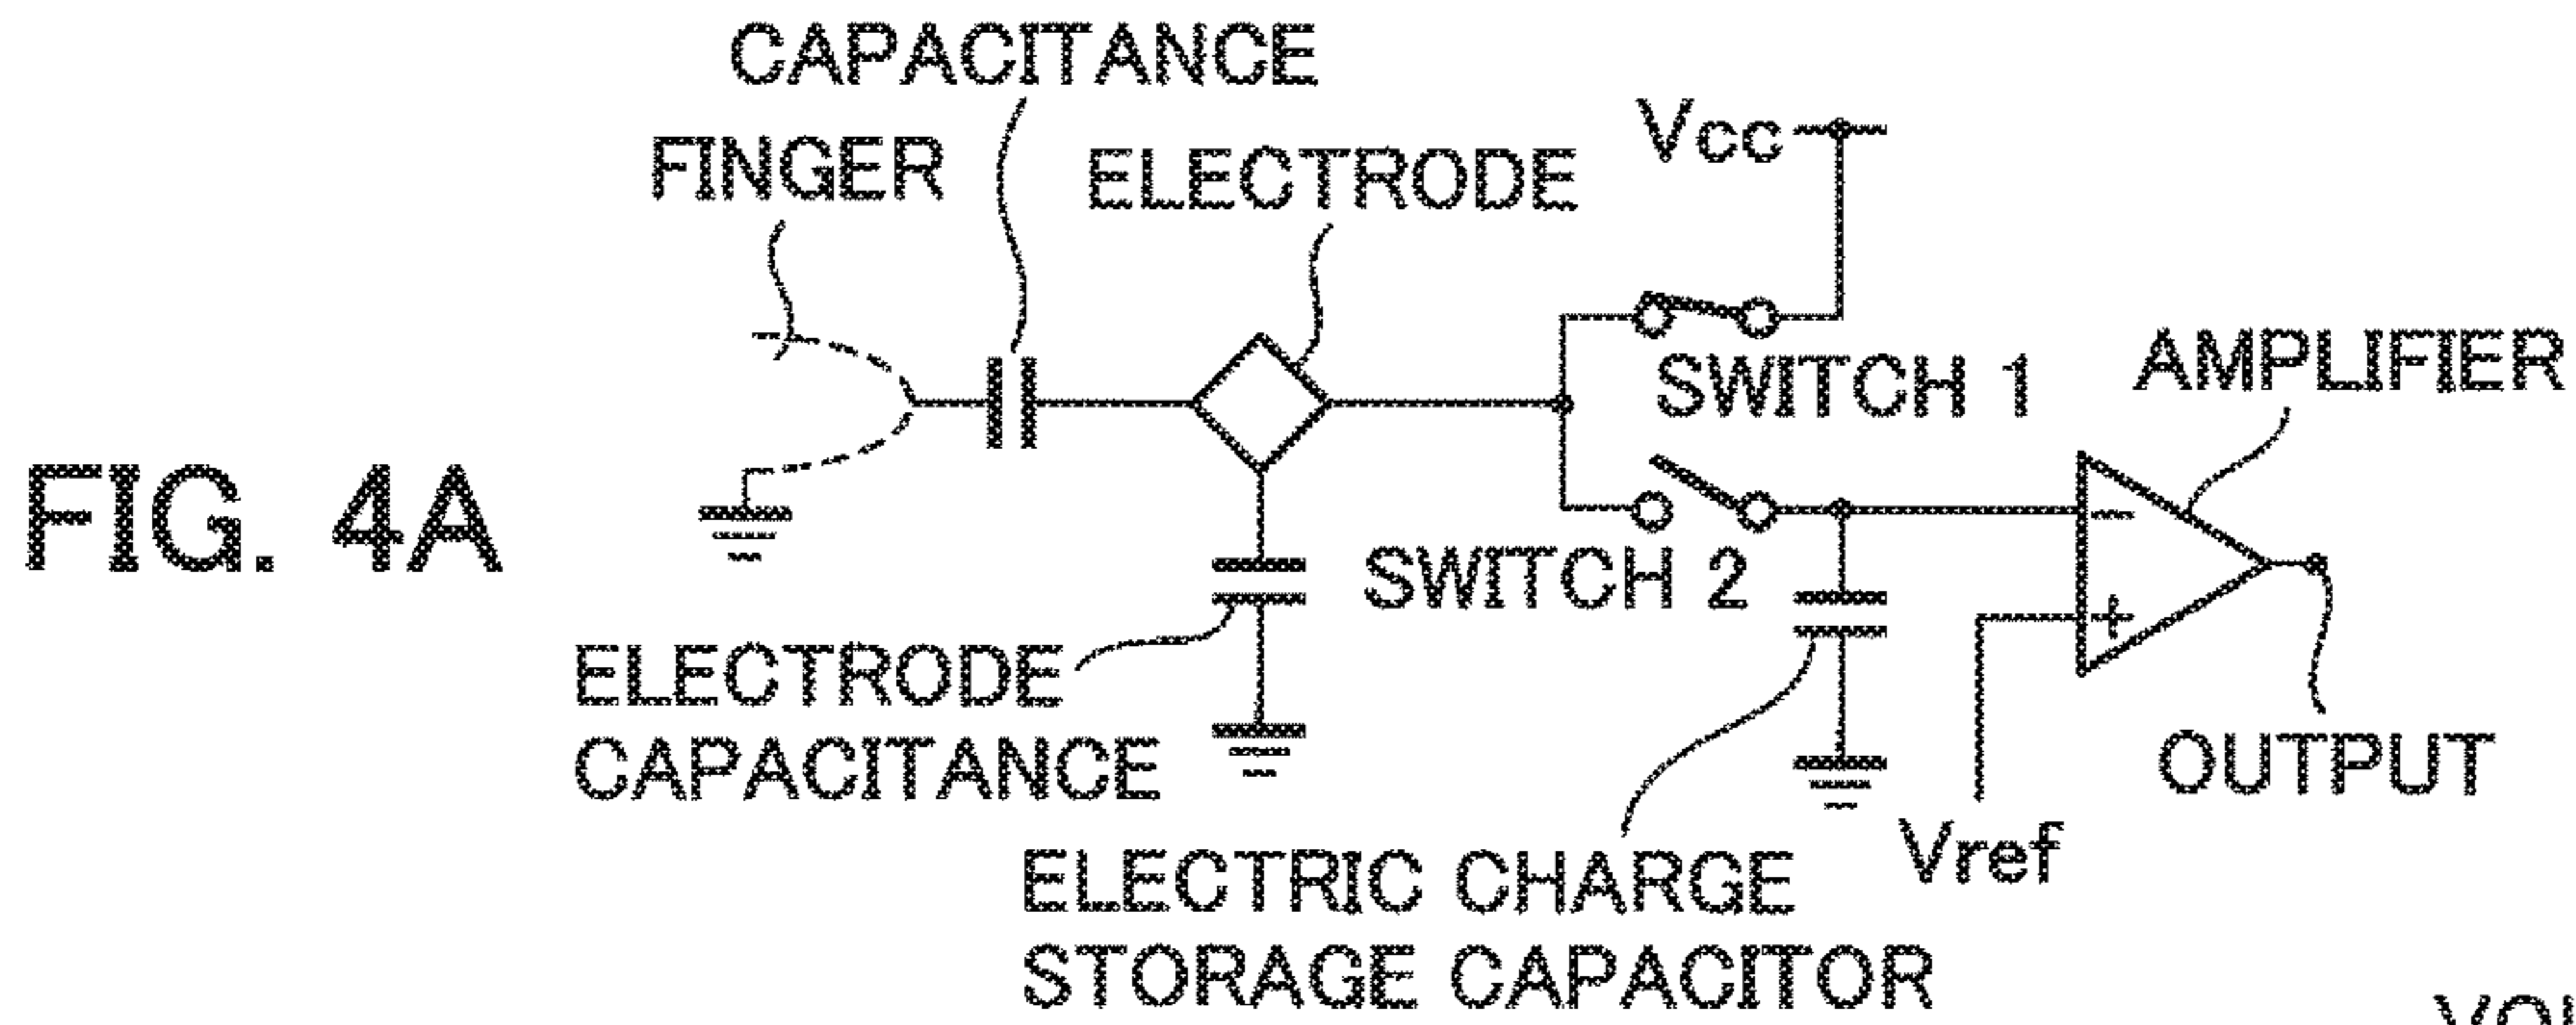 CAPACITANCE
FINGER
ELECTRODE
Vcc
SWITCH 1
AMPLIFIER
FIG. 4A
SWITCH 2
−
+
ELECTRODE
CAPACITANCE
OUTPUT
Vref
ELECTRIC CHARGE
STORAGE CAPACITOR